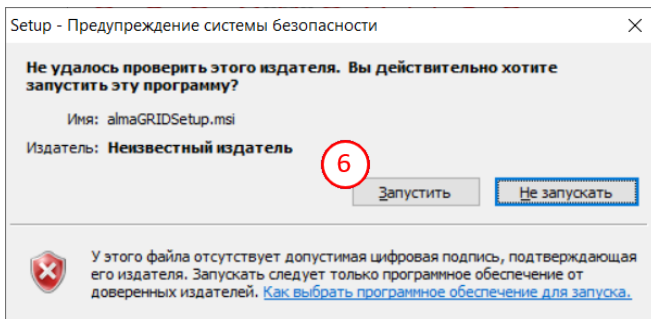 Setup - Предупреждение системы безопасности
Не удалось проверить этого издателя. Вы действительно хотите
запустить эту программу?
Имя: almaGRIDSetup.msi
Издатель: Неизвестный издатель
6
Запустить
Не запускать
У этого файла отсутствует допустимая цифровая подпись, подтверждающая
его издателя. Запускать следует только программное обеспечение от
доверенных издателей. Как выбрать программное обеспечение для запуска.